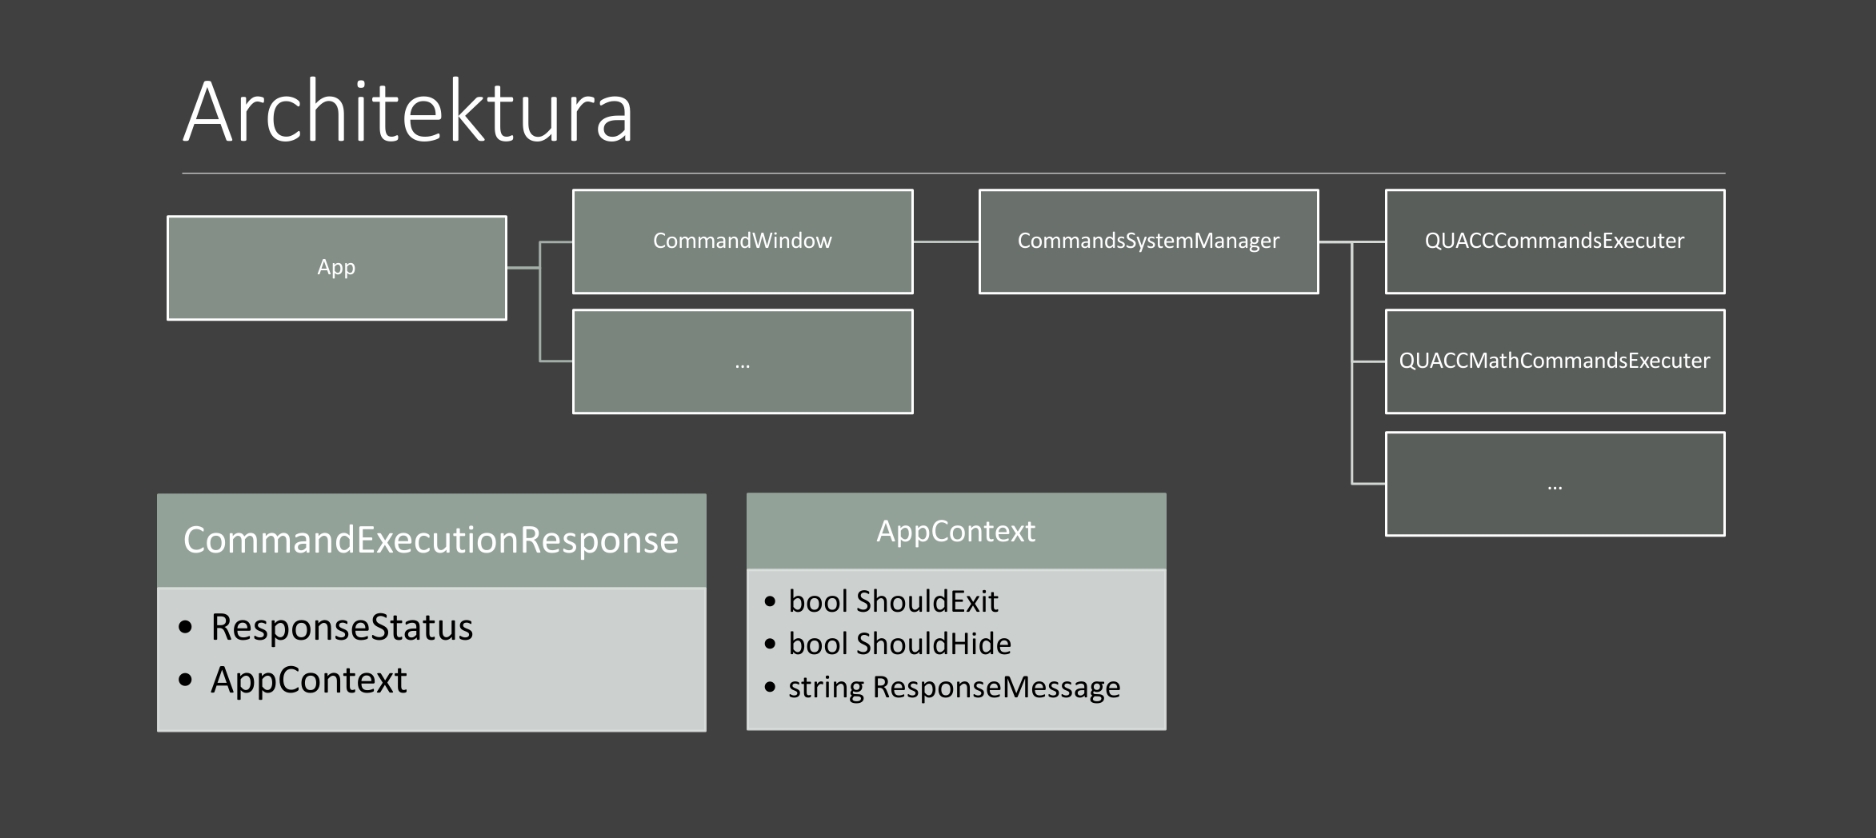 Architektura
App
CommandWindow
...
CommandsSystemManager
QUACCCommandsExecuter
QUACCMathCommandsExecuter
...
CommandExecutionResponse
• ResponseStatus
• AppContext
AppContext
• bool ShouldExit
• bool ShouldHide
• string ResponseMessage